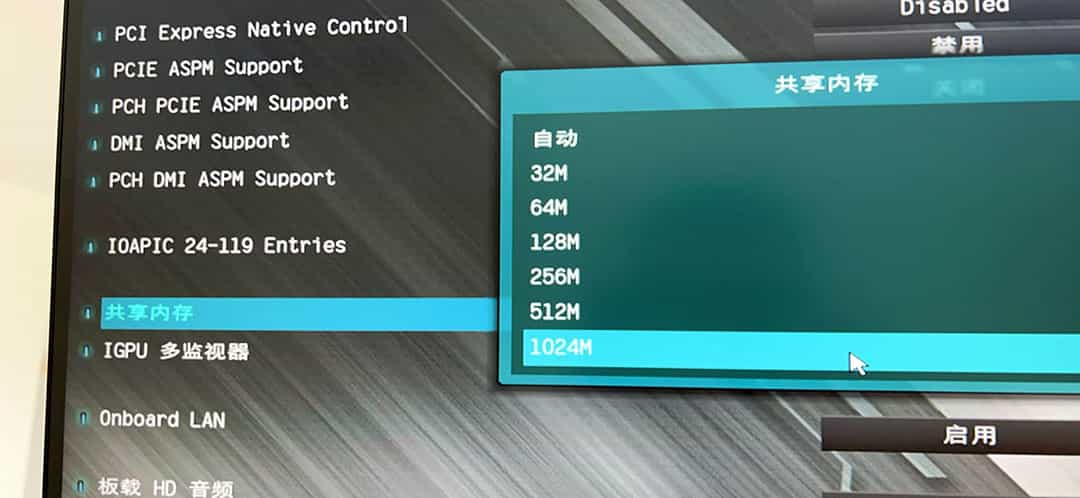 PCI Express Native Control
Disabled
PCIE ASPM Support
禁用
PCH PCIE ASPM Support
共享内存
关闭
DMI ASPM Support
自动
PCH DMI ASPM Support
32M
64M
IOAPIC 24-119 Entries
128M
256M
共享内存
512M
IGPU 多监视器
1024M
Onboard LAN
启用
板载 HD 音频